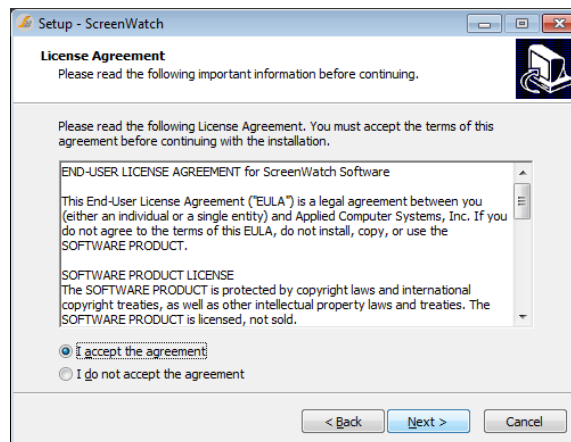 Setup - ScreenWatch
License Agreement
Please read the following important information before continuing.
Please read the following License Agreement. You must accept the terms of this
agreement before continuing with the installation.
END-USER LICENSE AGREEMENT for ScreenWatch Software
This End-User License Agreement ("EULA") is a legal agreement between you
(either an individual or a single entity) and Applied Computer Systems, Inc. If you
do not agree to the terms of this EULA, do not install, copy, or use the
SOFTWARE PRODUCT.
SOFTWARE PRODUCT LICENSE
The SOFTWARE PRODUCT is protected by copyright laws and international
copyright treaties, as well as other intellectual property laws and treaties. The
SOFTWARE PRODUCT is licensed, not sold.
I accept the agreement
I do not accept the agreement
< Back
Next >
Cancel